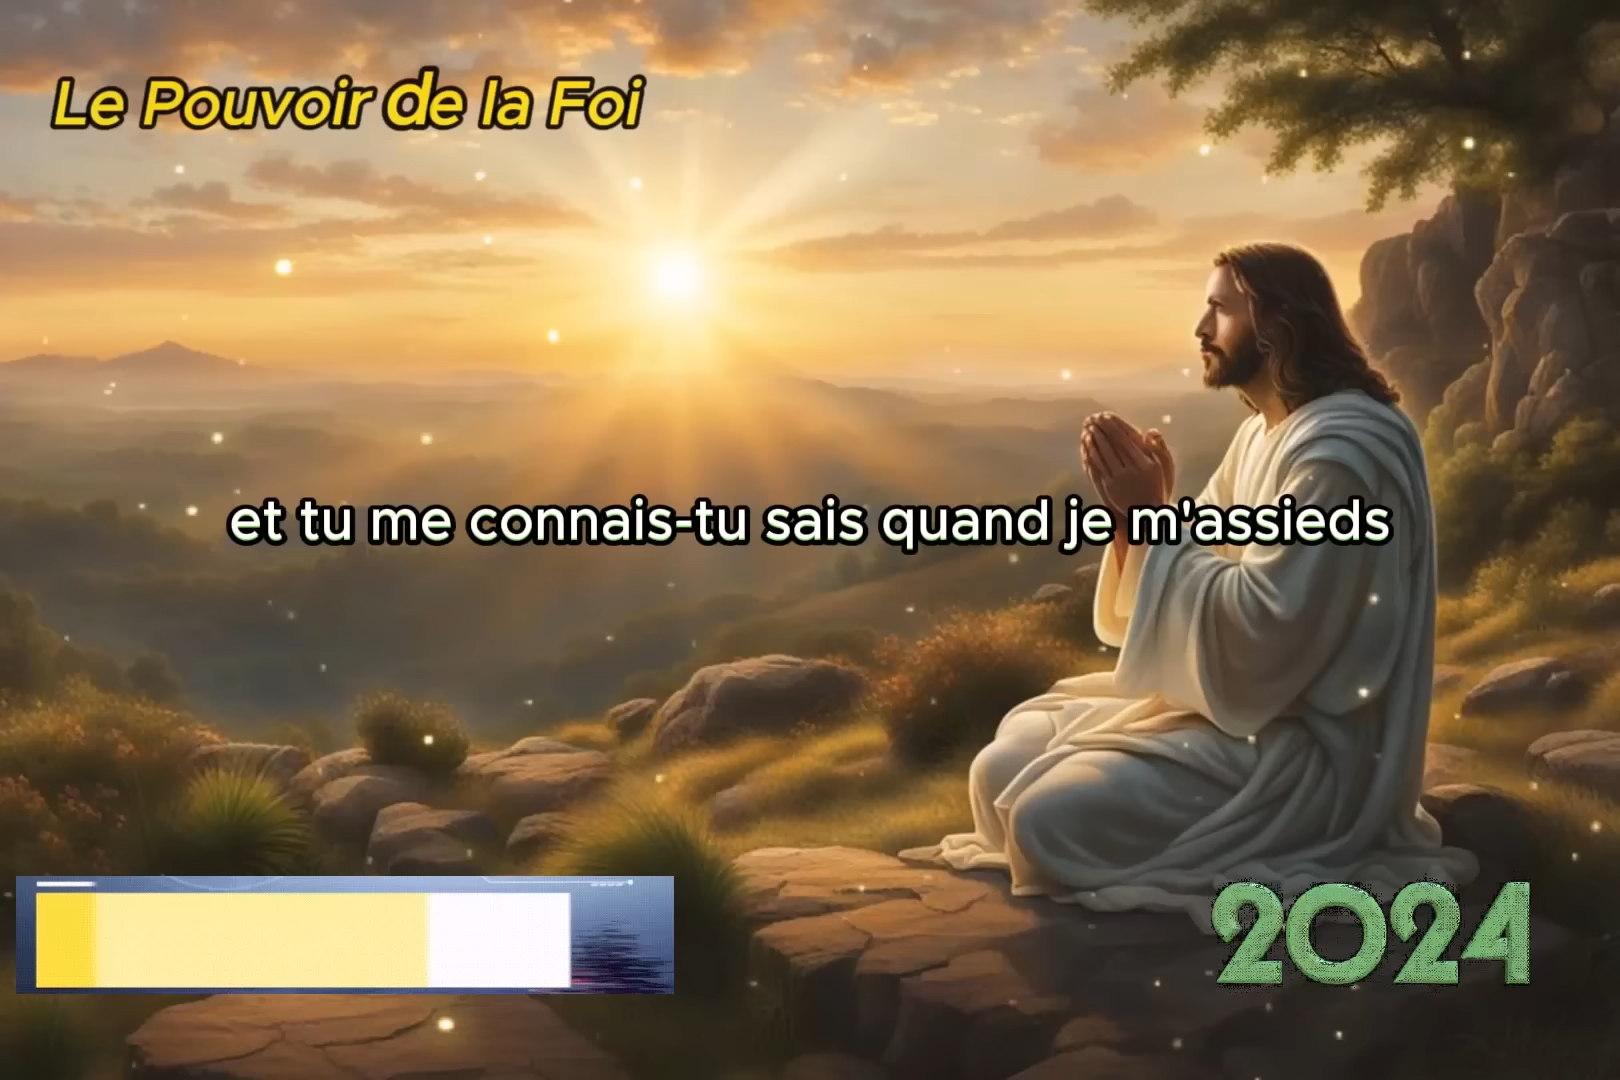 Le Pouvoir de la Foi
et tu me connais-tu sais quand je m'assieds
2024